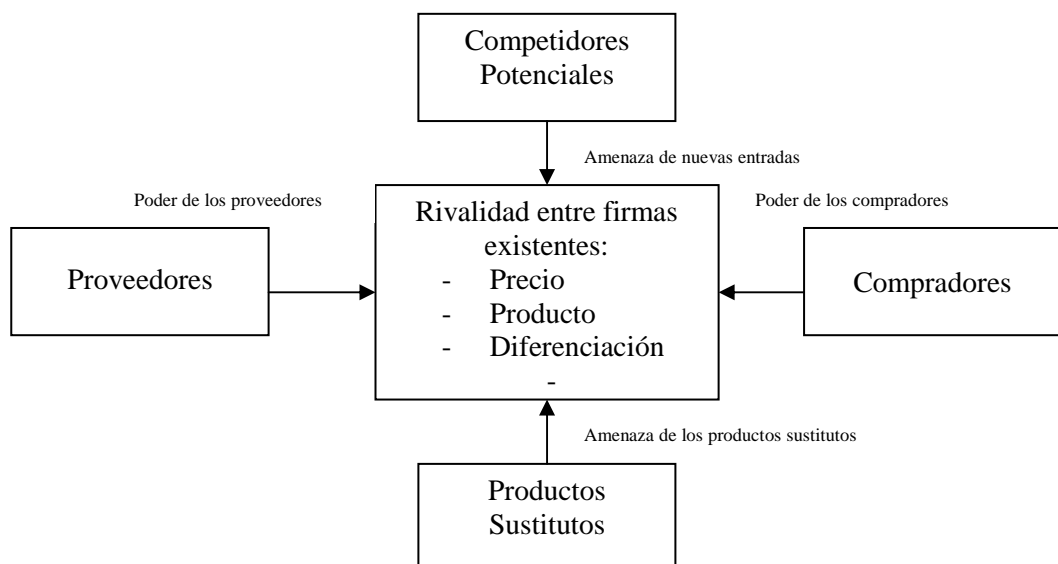 Competidores
Potenciales
Amenaza de nuevas entradas
Poder de los proveedores
Poder de los compradores
Proveedores
Rivalidad entre firmas
existentes:
- Precio
- Producto
- Diferenciación
-
Compradores
Amenaza de los productos sustitutos
Productos
Sustitutos